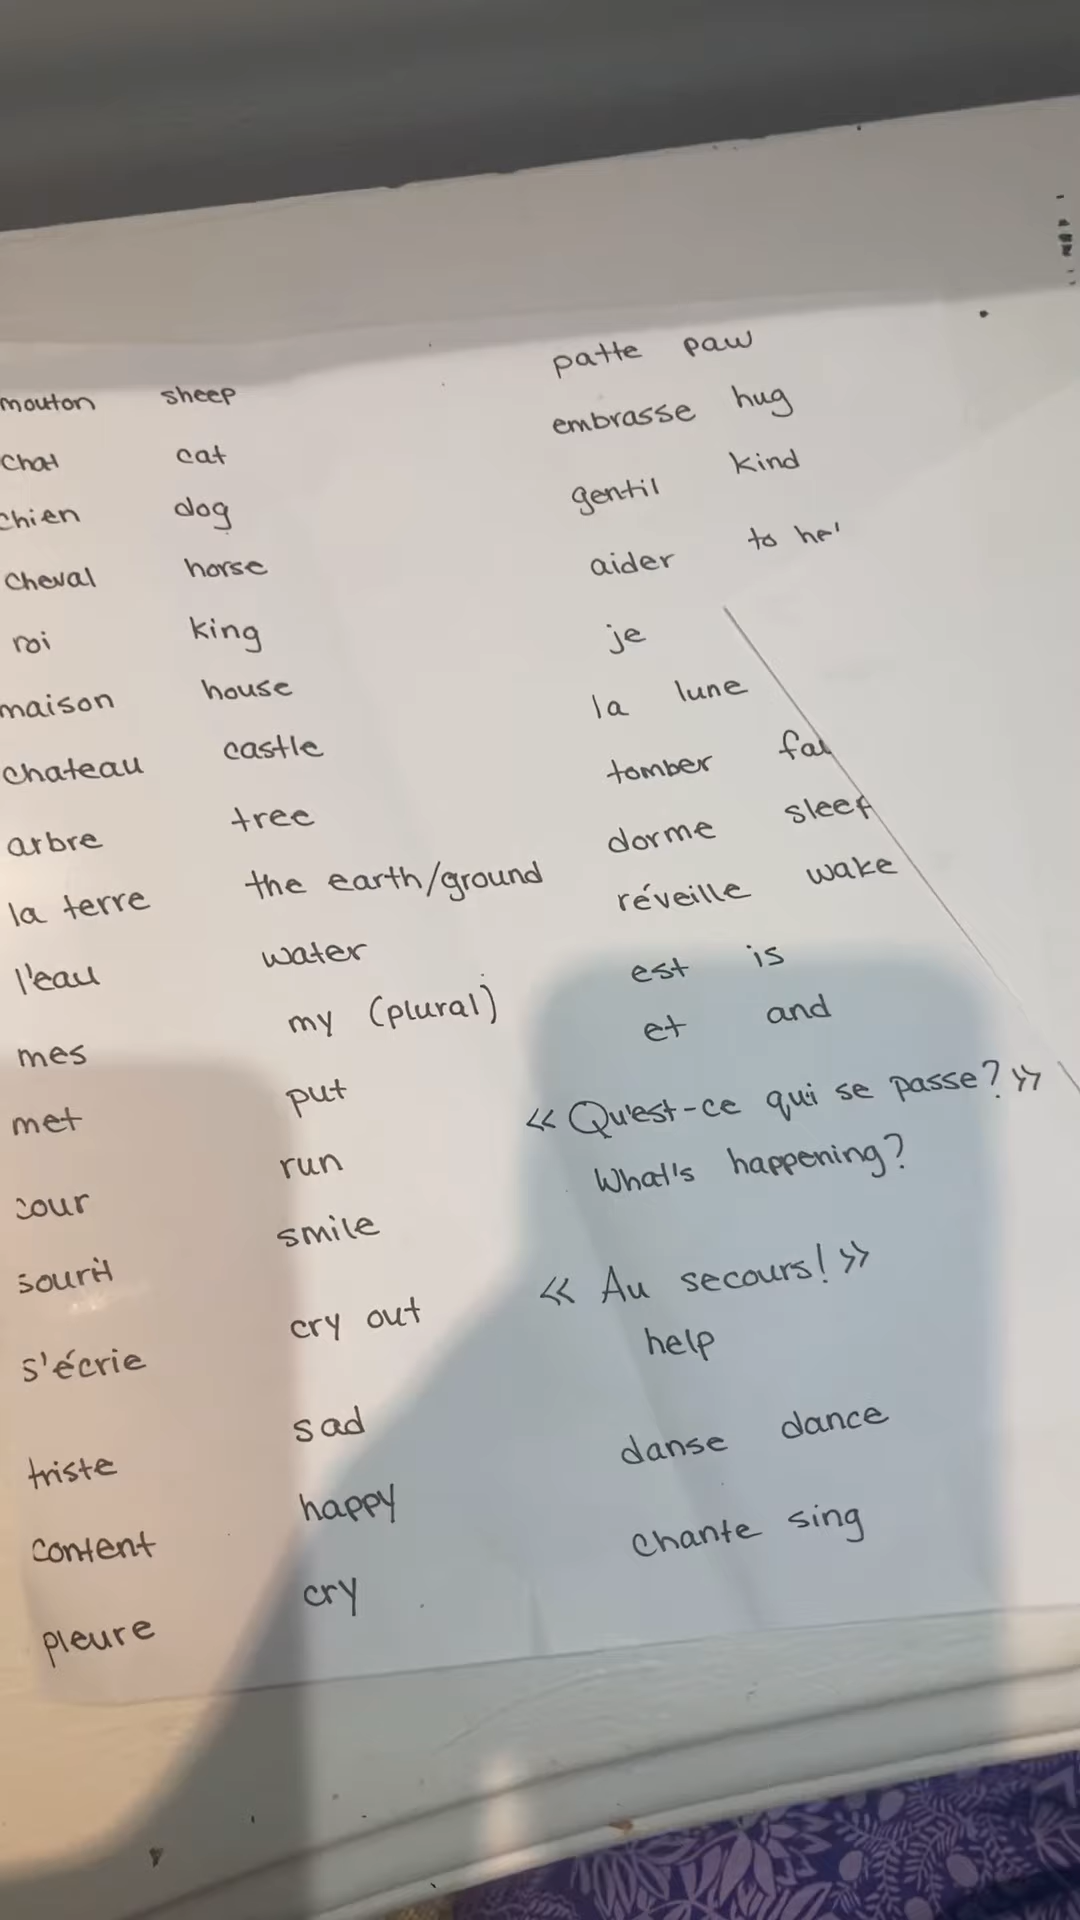 mouton sheep
chat cat
chien dog
cheval horse
roi king
maison house
chateau castle
arbre tree
la terre the earth/ground
l'eau water
mes my (plural)
met put
cour run
sourit smile
s'écrie cry out
triste sad
content happy
pleure cry
patte paw
embrasse hug
gentil kind
aider to
je
la lune
tomber
dorme sleep
réveille wake
est is
et and
<< Qu'est-ce qui se passe? >>
What's happening?
<< Au secours! >>
help
danse dance
chante sing